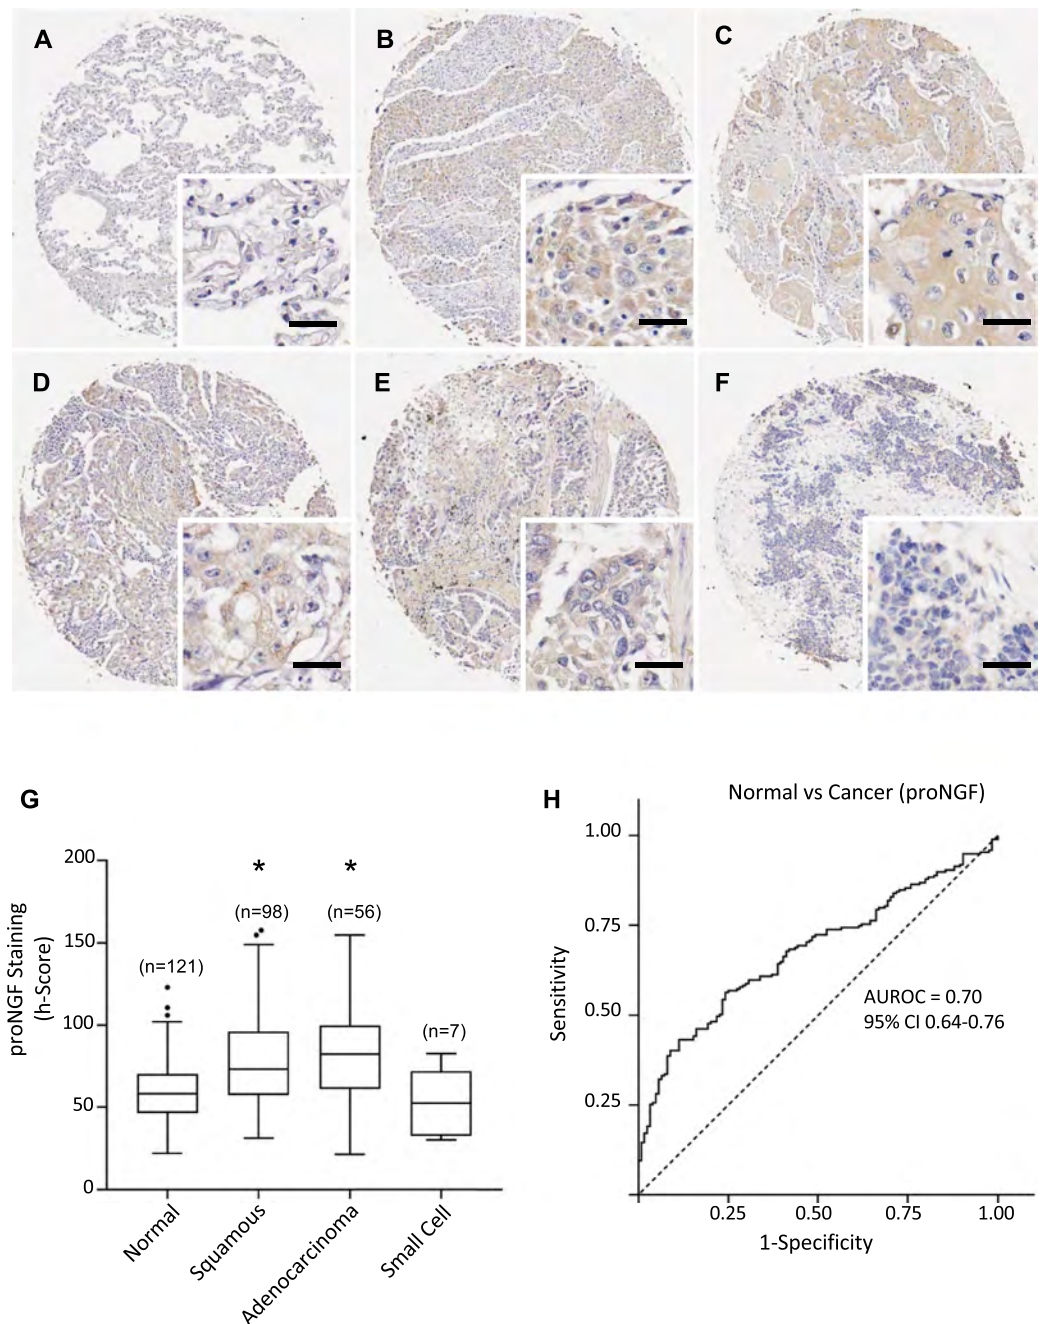 A
B
C
D
E
F
G
H
Normal vs Cancer (proNGF)
proNGF Staining
(h-Score)
200
150
100
50
0
(n=121)
*
(n=98)
*
(n=56)
(n=7)
Normal
Squamous
Adenocarcinoma
Small Cell
Sensitivity
1.00
0.75
0.50
0.25
AUROC = 0.70
95% CI 0.64-0.76
0.25
0.50
0.75
1.00
1-Specificity